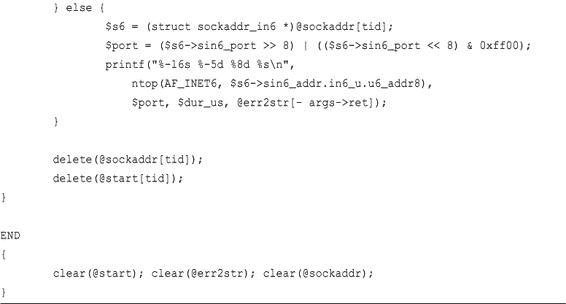 } else {
                $s6 = (struct sockaddr_in6 *)@sockaddr[tid];
                $port = ($s6->sin6_port >> 8) | (($s6->sin6_port << 8) & 0xff00);
                printf("%-16s %-5d %8d %s\n",
                    ntop(AF_INET6, $s6->sin6_addr.in6_u.u6_addr8),
                    $port, $dur_us, @err2str[- args->ret]);
        }

        delete(@sockaddr[tid]);
        delete(@start[tid]);
}

END
{
        clear(@start); clear(@err2str); clear(@sockaddr);
}